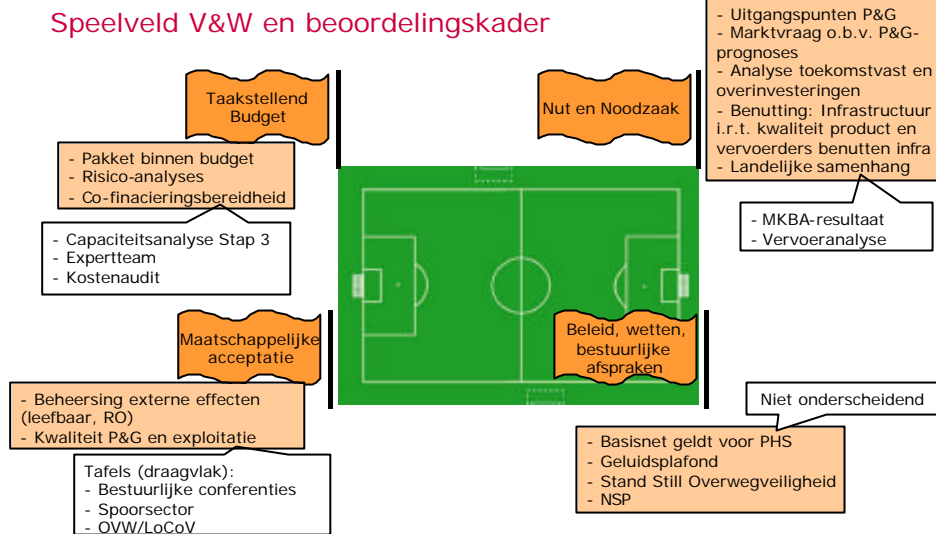 Speelveld V&W en beoordelingskader
Taakstellend
Budget
- Pakket binnen budget
- Risico-analyses
- Co-finacieringsbereidheid
- Capaciteitsanalyse Stap 3
- Expertteam
- Kostenaudit
Nut en Noodzaak
- Uitgangspunten P&G
- Marktvraag o.b.v. P&G-
prognoses
- Analyse toekomstvast en
overinvesteringen
- Benutting: Infrastructuur
i.r.t. kwaliteit product en
vervoerders benutten infra
- Landelijke samenhang
- MKBA-resultaat
- Vervoeranalyse
Maatschappelijke
acceptatie
- Beheersing externe effecten
(leefbaar, RO)
- Kwaliteit P&G en exploitatie
Tafels (draagvlak):
- Bestuurlijke conferenties
- Spoorsector
- OVW/LoCoV
Beleid, wetten,
bestuurlijke
afspraken
Niet onderscheidend
- Basisnet geldt voor PHS
- Geluidsplafond
- Stand Still Overwegveiligheid
- NSP